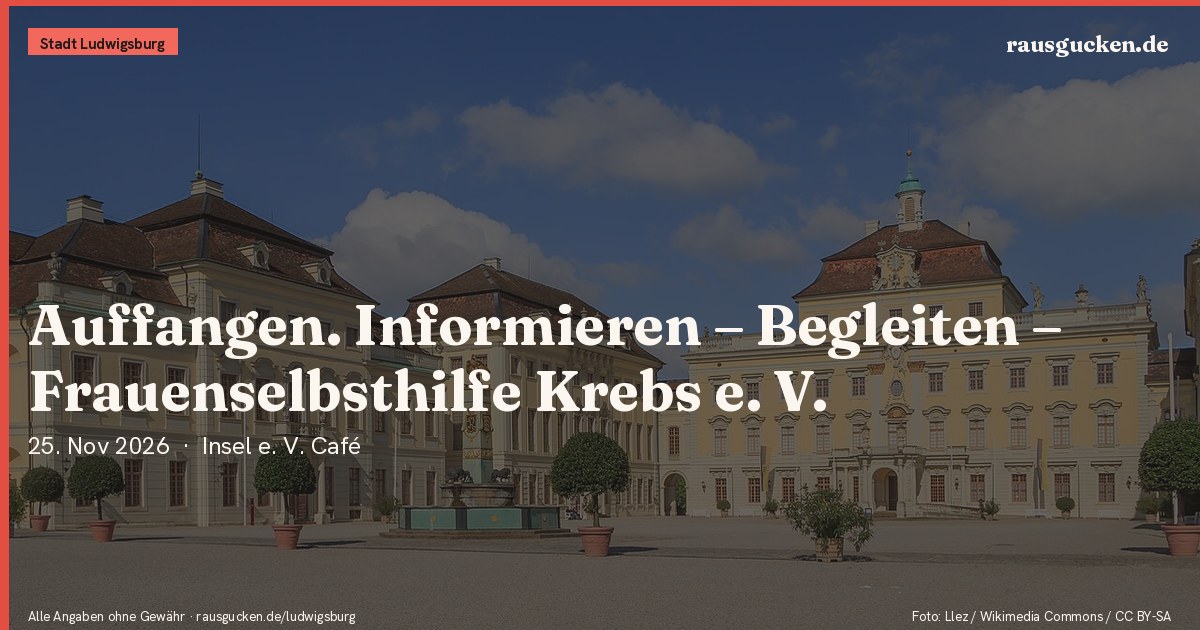 Stadt Ludwigsburg
rausgucken.de
Auffangen. Informieren – Begleiten –
Frauenselbsthilfe Krebs e. V.
25. Nov 2026 · Insel e. V. Café
Alle Angaben ohne Gewähr · rausgucken.de/ludwigsburg
Foto: Llez / Wikimedia Commons / CC BY-SA